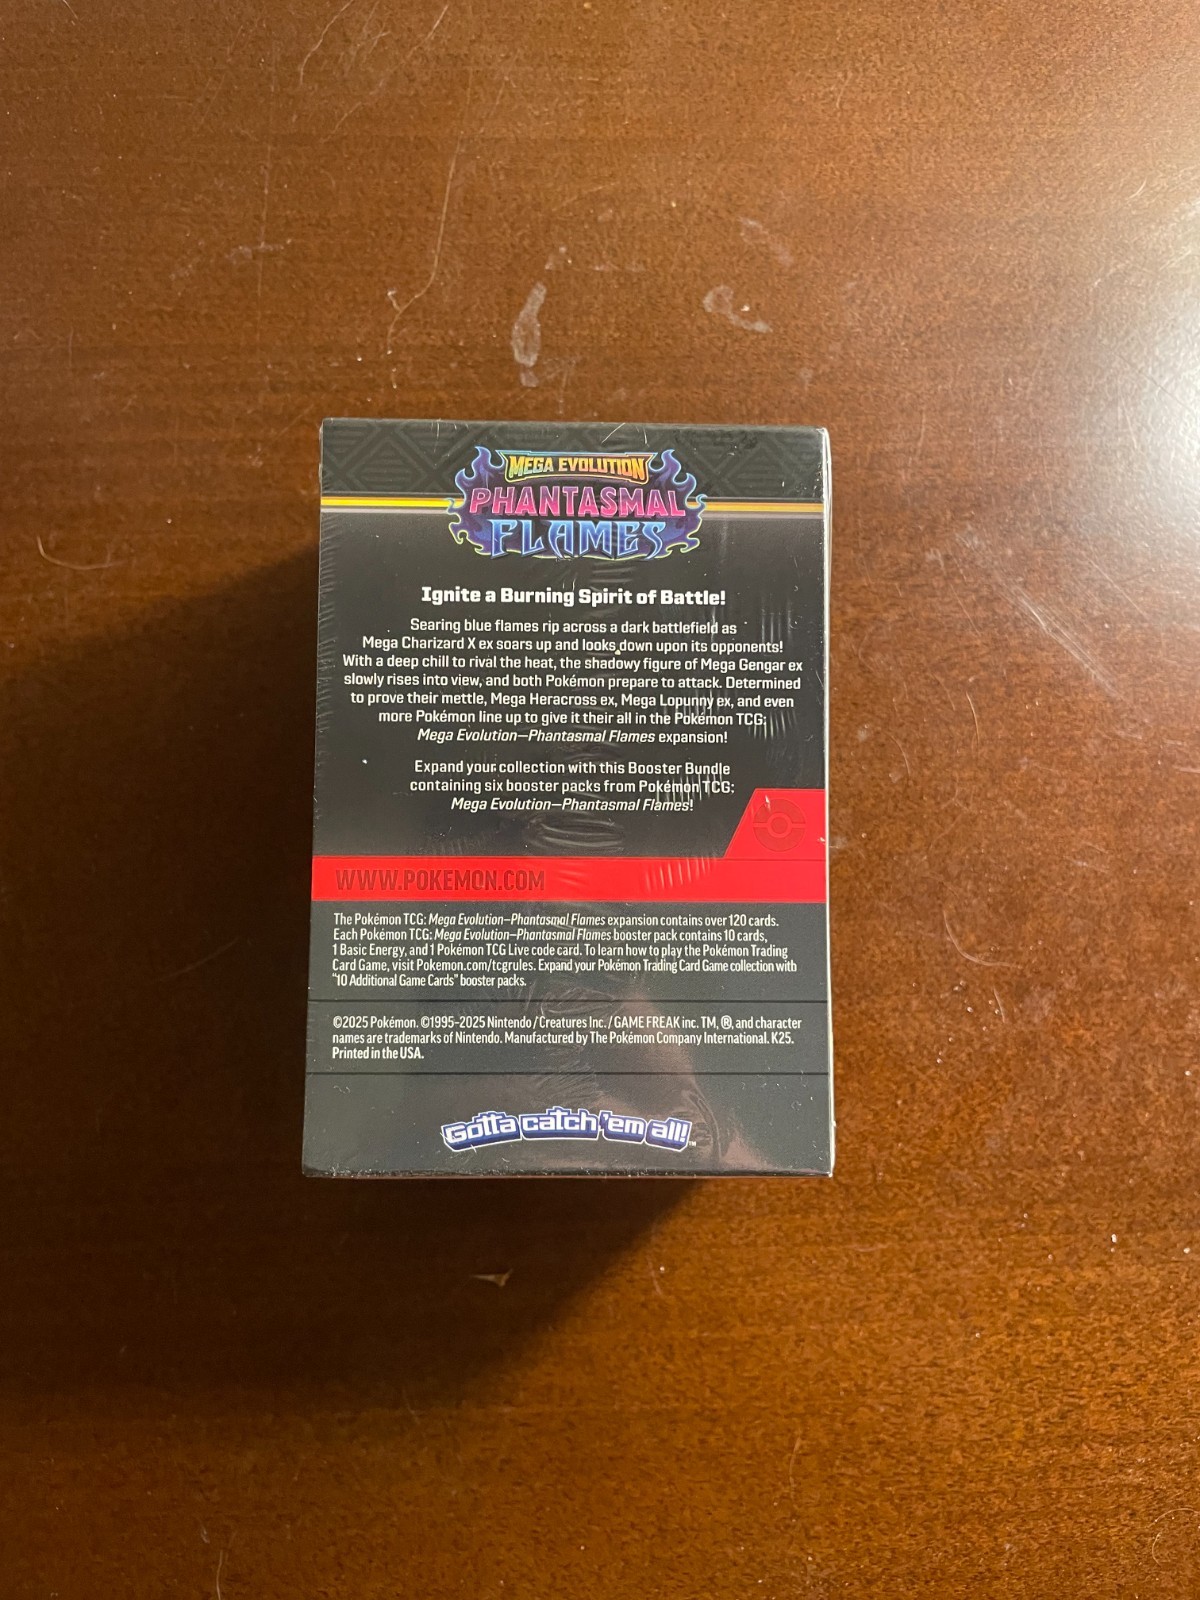 MEGA EVOLUTION
PHANTASMAL
FLAMES
Ignite a Burning Spirit of Battle!
Searing blue flames rip across a dark battlefield as
Mega Charizard X ex soars up and looks down upon its opponents!
With a deep chill to rival the heat, the shadowy figure of Mega Gengar ex
slowly rises into view, and both Pokémon prepare to attack. Determined
to prove their mettle, Mega Heracross ex, Mega Lopunny ex, and even
more Pokémon line up to give it their all in the Pokémon TCG:
Mega Evolution—Phantasmal Flames expansion!
Expand your collection with this Booster Bundle
containing six booster packs from Pokémon TCG:
Mega Evolution—Phantasmal Flames!
WWW.POKEMON.COM
The Pokémon TCG: Mega Evolution—Phantasmal Flames expansion contains over 120 cards.
Each Pokémon TCG: Mega Evolution—Phantasmal Flames booster pack contains 10 cards,
1 Basic Energy, and 1 Pokémon TCG Live code card. To learn how to play the Pokémon Trading
Card Game, visit Pokemon.com/tcgrules. Expand your Pokémon Trading Card Game collection with
"10 Additional Game Cards" booster packs.
©2025 Pokémon. ©1995–2025 Nintendo / Creatures Inc. / GAME FREAK inc. TM, ®, and character
names are trademarks of Nintendo. Manufactured by The Pokémon Company International. K25.
Printed in the USA.
Gotta catch 'em all!™